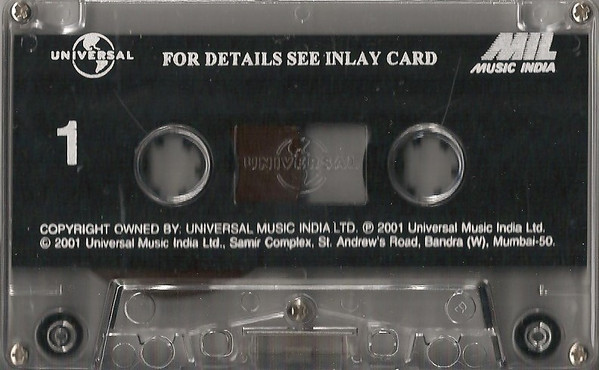 UNIVERSAL
FOR DETAILS SEE INLAY CARD
MIL
MUSIC INDIA
1
UNIVERSAL
COPYRIGHT OWNED BY: UNIVERSAL MUSIC INDIA LTD. ℗ 2001 Universal Music India Ltd.
© 2001 Universal Music India Ltd., Samir Complex, St. Andrew's Road, Bandra (W), Mumbai-50.